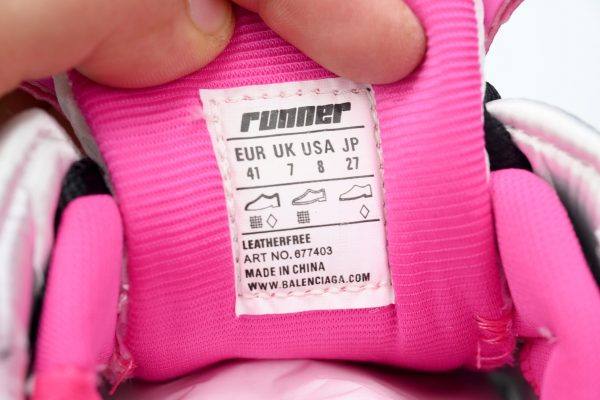 runner
EUR UK USA JP
41 7 8 27
LEATHERFREE
ART NO.677403
MADE IN CHINA
WWW.BALENCIAGA.COM